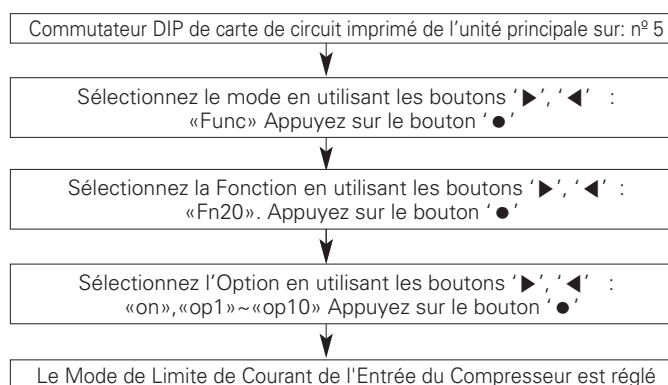 Commutateur DIP de carte de circuit imprimé de l'unité principale sur: nº 5
Sélectionnez le mode en utilisant les boutons '▶', '◀' :
«Func» Appuyez sur le bouton '●'
Sélectionnez la Fonction en utilisant les boutons '▶', '◀' :
«Fn20». Appuyez sur le bouton '●'
Sélectionnez l'Option en utilisant les boutons '▶', '◀' :
«on»,«op1»~«op10» Appuyez sur le bouton '●'
Le Mode de Limite de Courant de l'Entrée du Compresseur est réglé